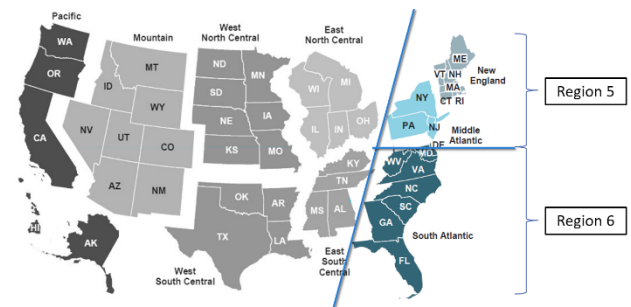 Pacific
Mountain
West
North Central
East
North Central
New
England
Middle
Atlantic
South Atlantic
East
South
Central
West
South Central
WA
OR
CA
HI
AK
MT
ID
WY
NV
UT
CO
AZ
NM
ND
MN
SD
NE
IA
KS
MO
WI
MI
IL
IN
OH
OK
AR
TX
LA
KY
TN
MS
AL
ME
VT
NH
MA
CT
RI
NY
PA
NJ
DE
MD
WV
VA
NC
SC
GA
FL
Region 5
Region 6